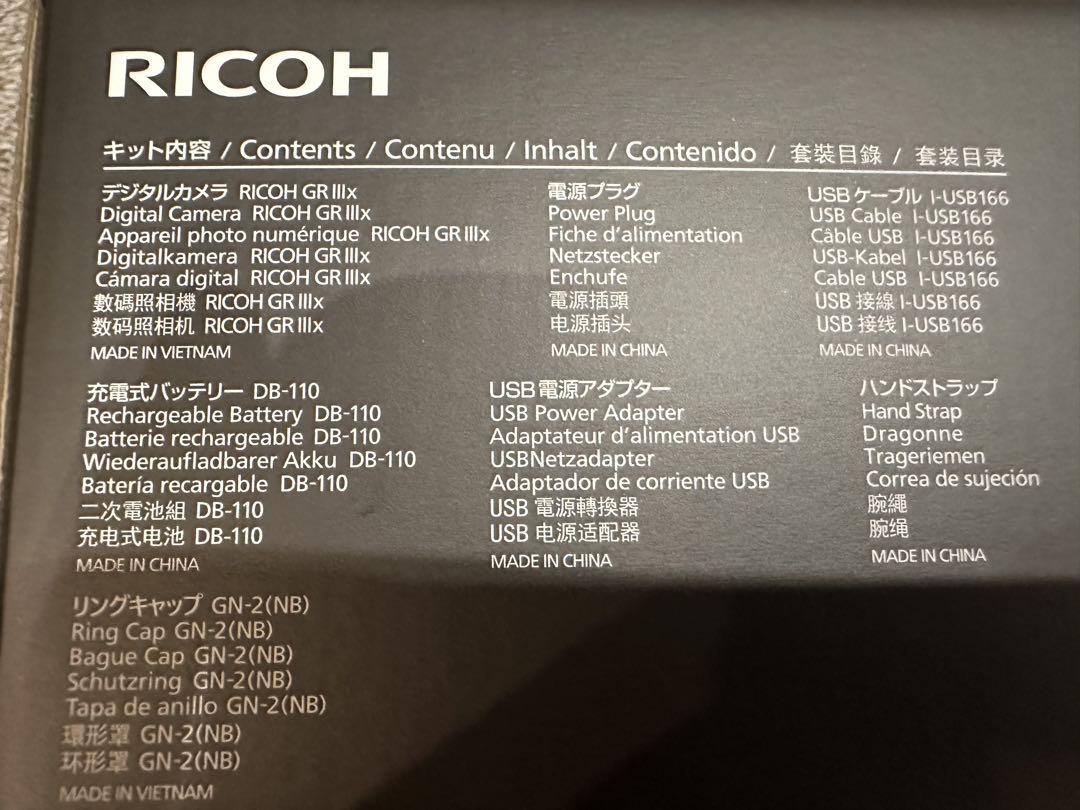 RICOH
キット内容 / Contents / Contenu / Inhalt / Contenido / 套裝目錄 / 套装目录
デジタルカメラ RICOH GR IIIx
Digital Camera RICOH GR IIIx
Appareil photo numérique RICOH GR IIIx
Digitalkamera RICOH GR IIIx
Cámara digital RICOH GR IIIx
數碼照相機 RICOH GR IIIx
数码照相机 RICOH GR IIIx
MADE IN VIETNAM
電源プラグ
Power Plug
Fiche d'alimentation
Netzstecker
Enchufe
電源插頭
电源插头
MADE IN CHINA
USB ケーブル I-USB166
USB Cable I-USB166
Câble USB I-USB166
USB-Kabel I-USB166
Cable USB I-USB166
USB 接線 I-USB166
USB 接线 I-USB166
MADE IN CHINA
充電式バッテリー DB-110
Rechargeable Battery DB-110
Batterie rechargeable DB-110
Wiederaufladbarer Akku DB-110
Batería recargable DB-110
二次電池組 DB-110
充电式电池 DB-110
MADE IN CHINA
USB 電源アダプター
USB Power Adapter
Adaptateur d'alimentation USB
USBNetzadapter
Adaptador de corriente USB
USB 電源轉換器
USB 电源适配器
MADE IN CHINA
ハンドストラップ
Hand Strap
Dragonne
Trageriemen
Correa de sujeción
腕繩
腕绳
MADE IN CHINA
リングキャップ GN-2(NB)
Ring Cap GN-2(NB)
Bague Cap GN-2(NB)
Schutzring GN-2(NB)
Tapa de anillo GN-2(NB)
環形罩 GN-2(NB)
环形罩 GN-2(NB)
MADE IN VIETNAM